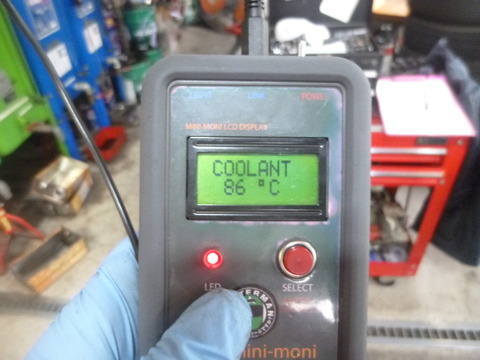 POWER
MINI-MONI LCD DISPLAY
COOLANT
86 °C
LED
SELECT
mini-moni